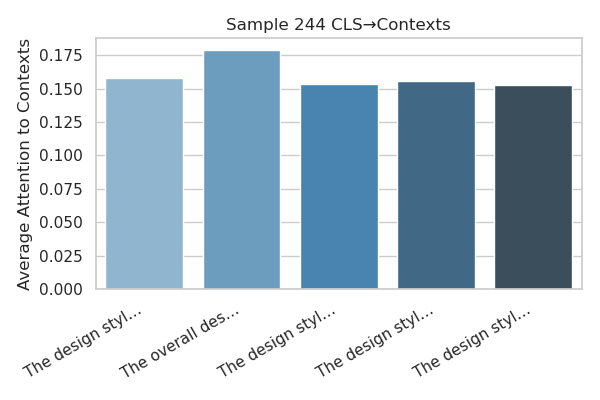 Sample 244 CLS→Contexts
Average Attention to Contexts
0.175
0.150
0.125
0.100
0.075
0.050
0.025
0.000
The design styl...
The overall des...
The design styl...
The design styl...
The design styl...